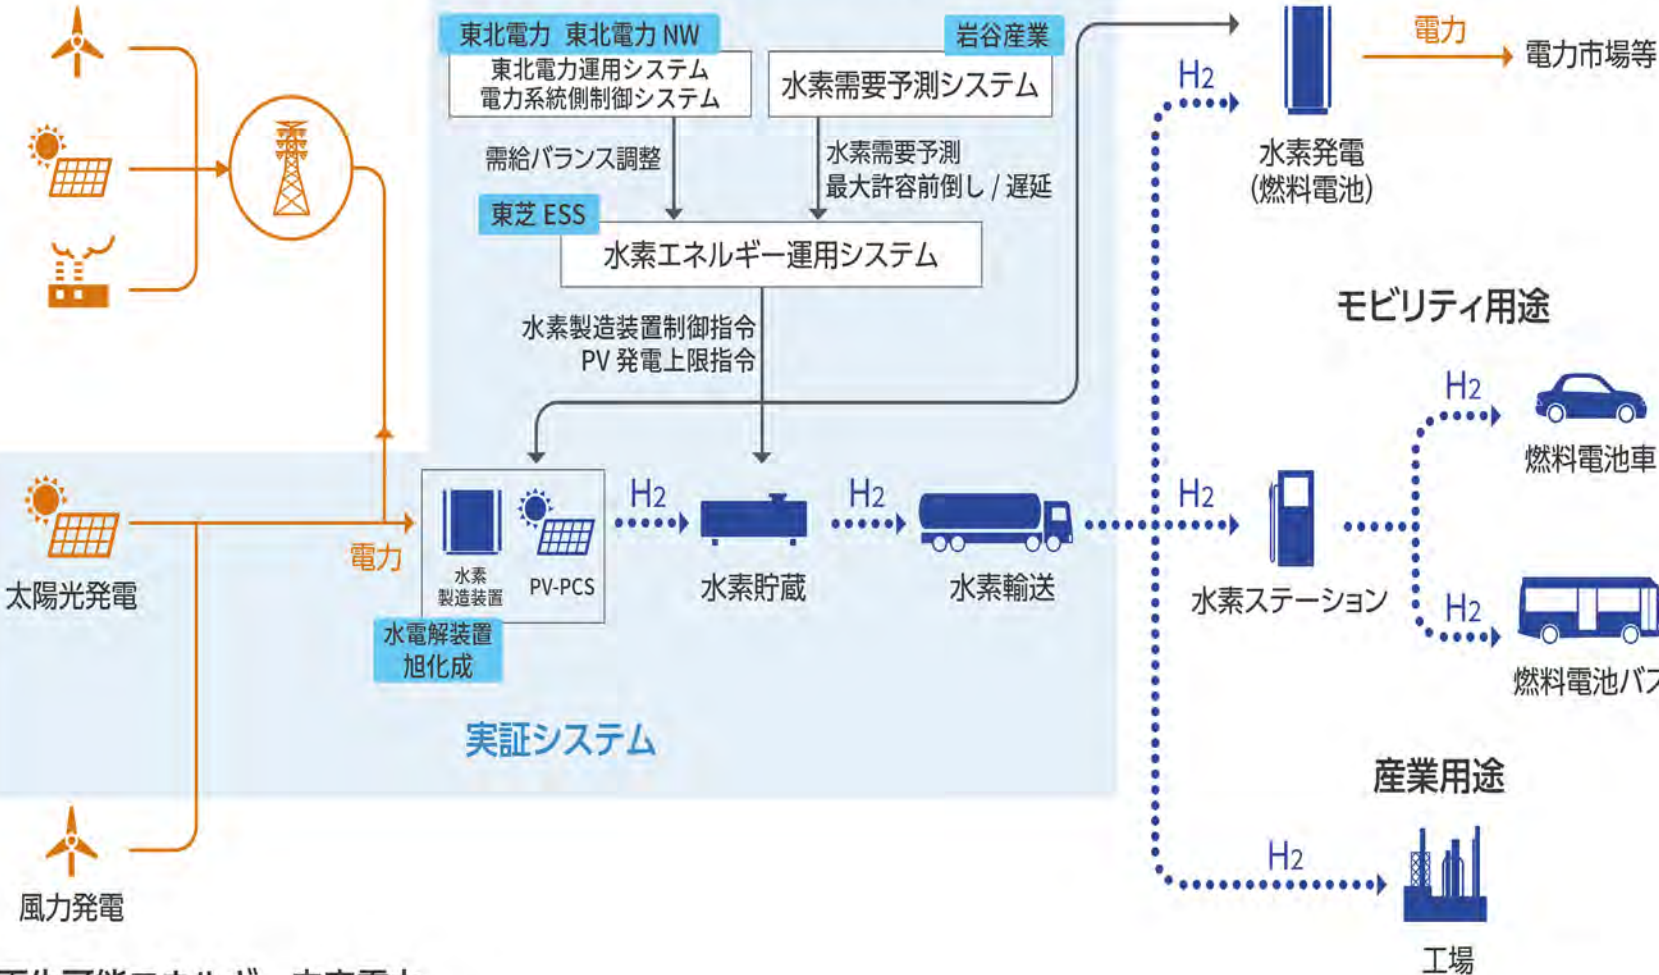 東北電力 東北電力 NW
東北電力運用システム
電力系統側制御システム
岩谷産業
水素需要予測システム
需給バランス調整
水素需要予測
最大許容前倒し / 遅延
東芝 ESS
水素エネルギー運用システム
水素製造装置制御指令
PV 発電上限指令
H2
水素発電
(燃料電池)
電力
電力市場等
モビリティ用途
H2
燃料電池車
太陽光発電
電力
水素
製造装置
PV-PCS
水電解装置
旭化成
H2
水素貯蔵
H2
水素輸送
H2
水素ステーション
H2
燃料電池バス
実証システム
産業用途
H2
工場
風力発電